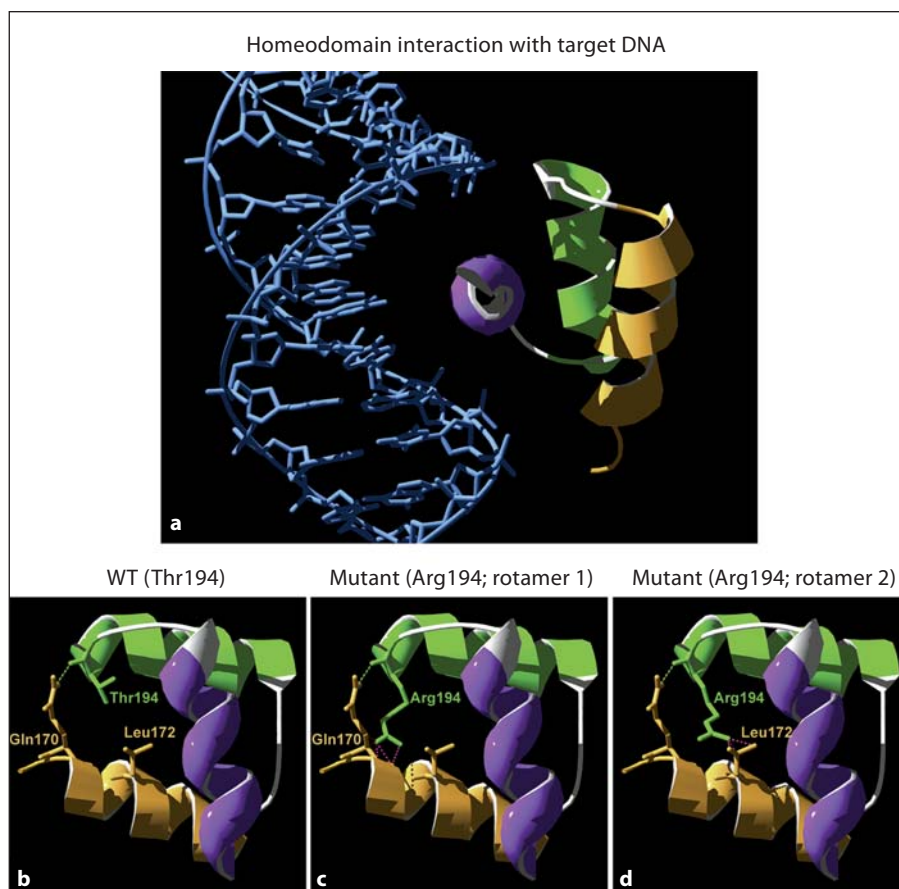 Homeodomain interaction with target DNA
a
WT (Thr194)
Mutant (Arg194; rotamer 1)
Mutant (Arg194; rotamer 2)
Thr194
Gln170
Leu172
b
Arg194
Gln170
c
Arg194
Leu172
d